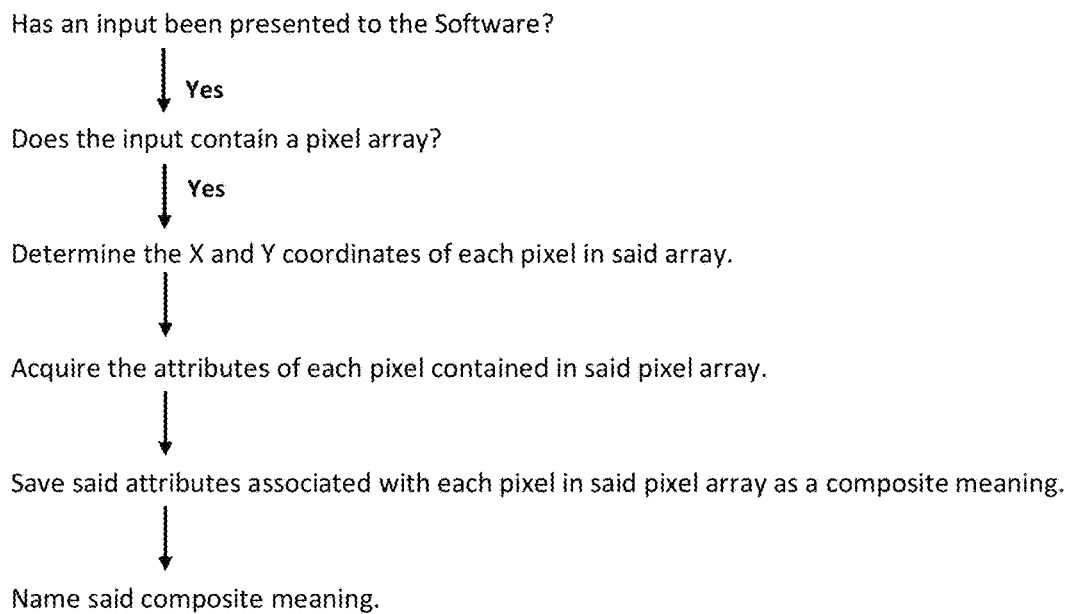 Has an input been presented to the Software?
Yes
Does the input contain a pixel array?
Yes
Determine the X and Y coordinates of each pixel in said array.
Acquire the attributes of each pixel contained in said pixel array.
Save said attributes associated with each pixel in said pixel array as a composite meaning.
Name said composite meaning.